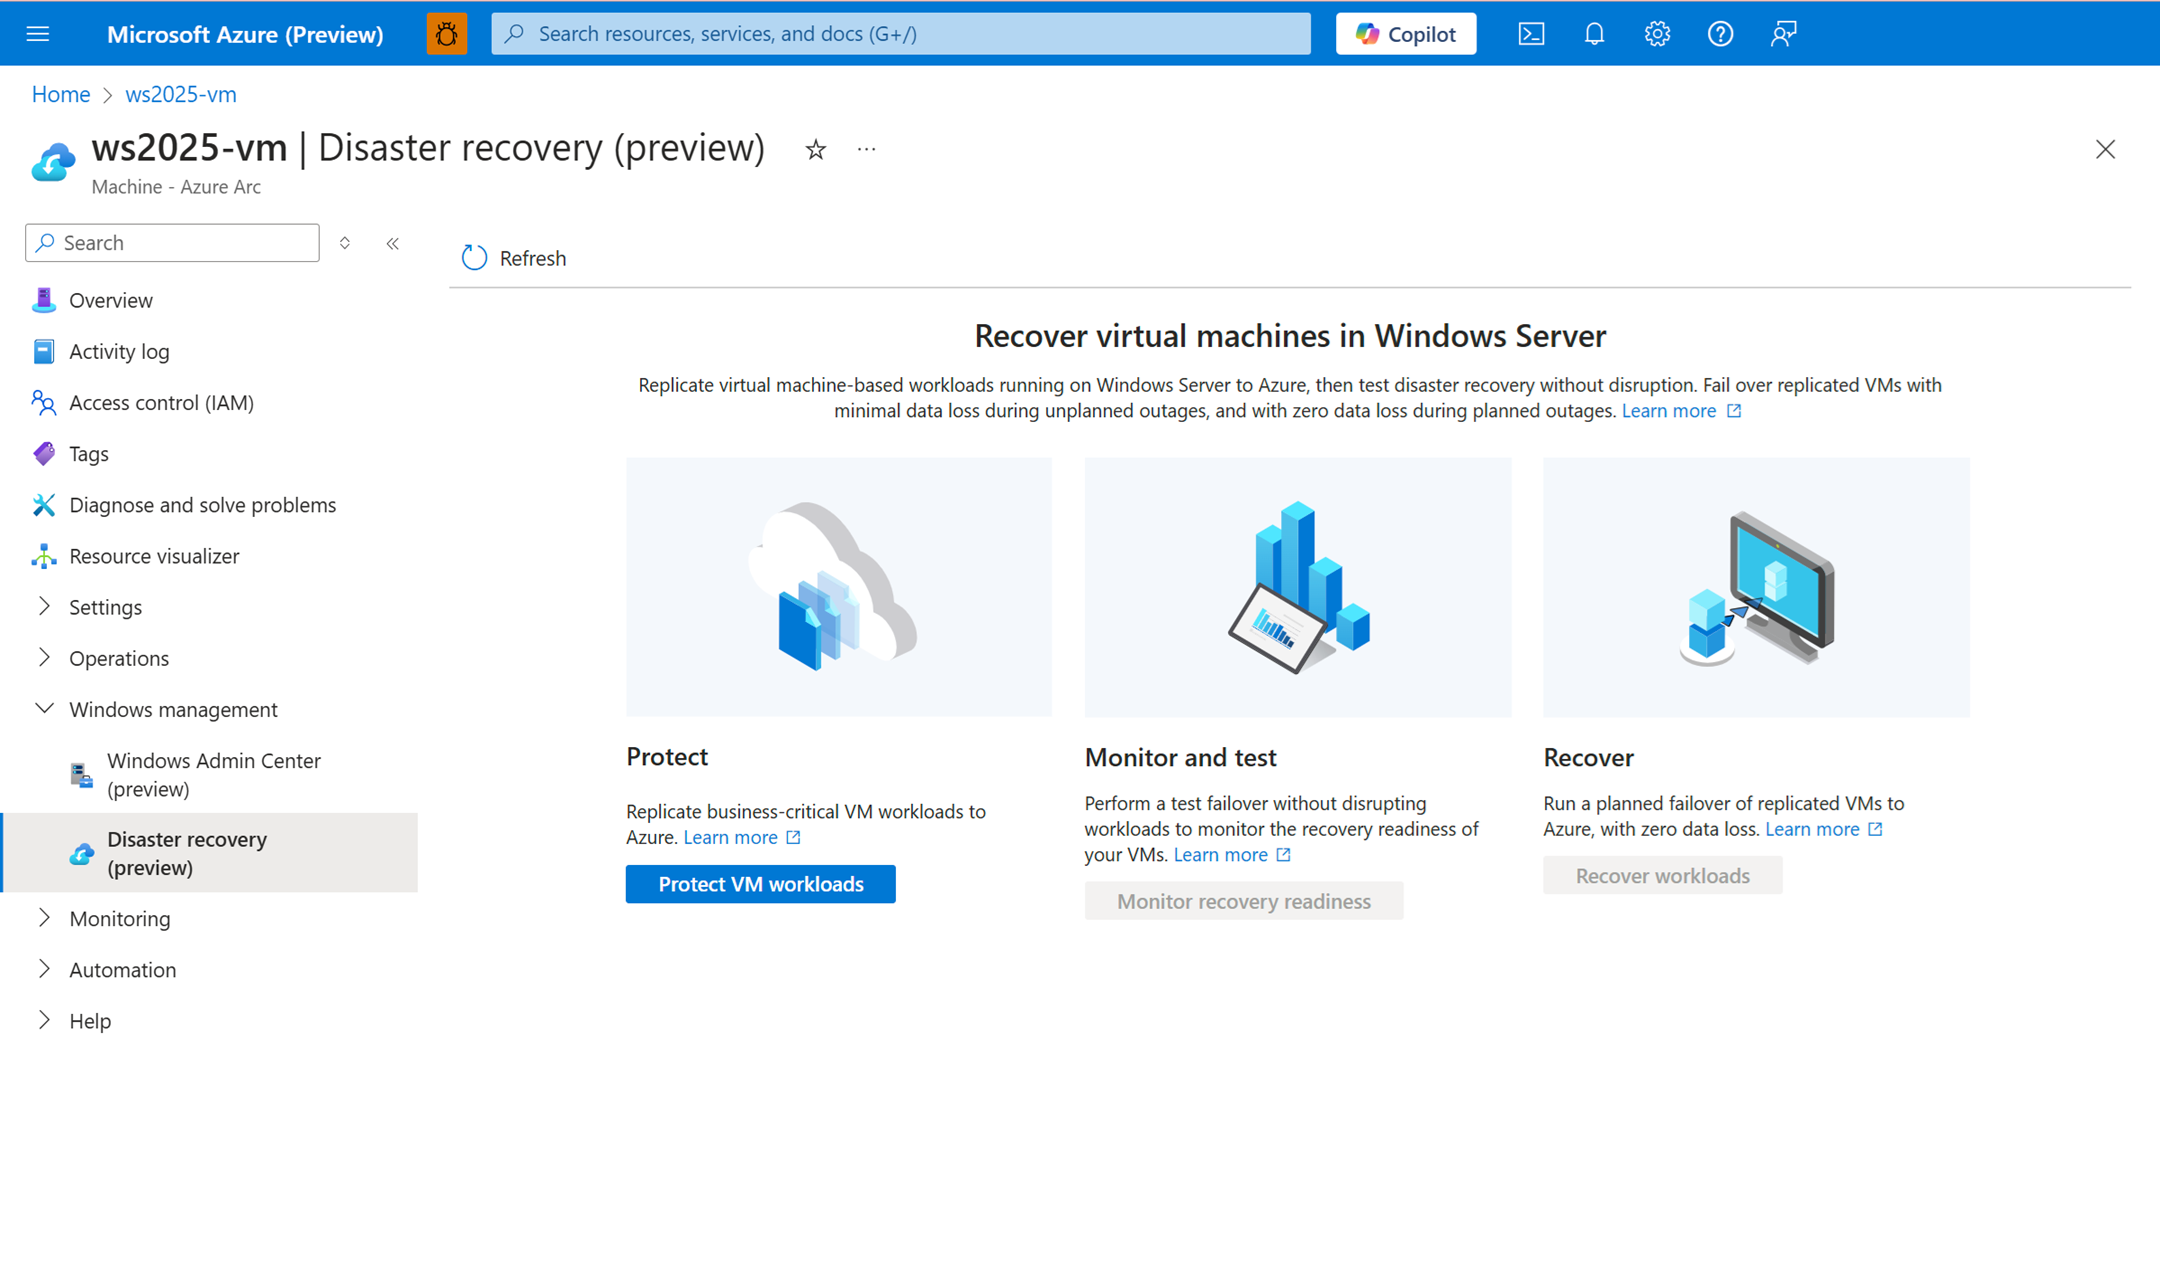 Microsoft Azure (Preview)
Search resources, services, and docs (G+/)
Copilot
Home > ws2025-vm
ws2025-vm | Disaster recovery (preview)
Machine - Azure Arc
Search
Overview
Activity log
Access control (IAM)
Tags
Diagnose and solve problems
Resource visualizer
Settings
Operations
Windows management
Windows Admin Center
(preview)
Disaster recovery
(preview)
Monitoring
Automation
Help
Refresh
Recover virtual machines in Windows Server
Replicate virtual machine-based workloads running on Windows Server to Azure, then test disaster recovery without disruption. Fail over replicated VMs with
minimal data loss during unplanned outages, and with zero data loss during planned outages. Learn more
Protect
Replicate business-critical VM workloads to
Azure. Learn more
Protect VM workloads
Monitor and test
Perform a test failover without disrupting
workloads to monitor the recovery readiness of
your VMs. Learn more
Monitor recovery readiness
Recover
Run a planned failover of replicated VMs to
Azure, with zero data loss. Learn more
Recover workloads